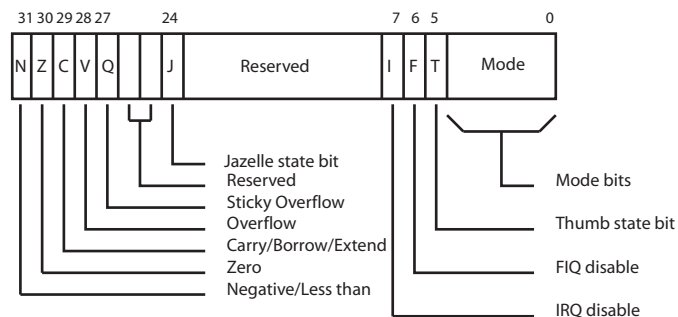 31 30 29 28 27 24 7 6 5 0
N Z C V Q J Reserved I F T Mode
Jazelle state bit
Reserved Mode bits
Sticky Overflow
Overflow Thumb state bit
Carry/Borrow/Extend
Zero FIQ disable
Negative/Less than
IRQ disable